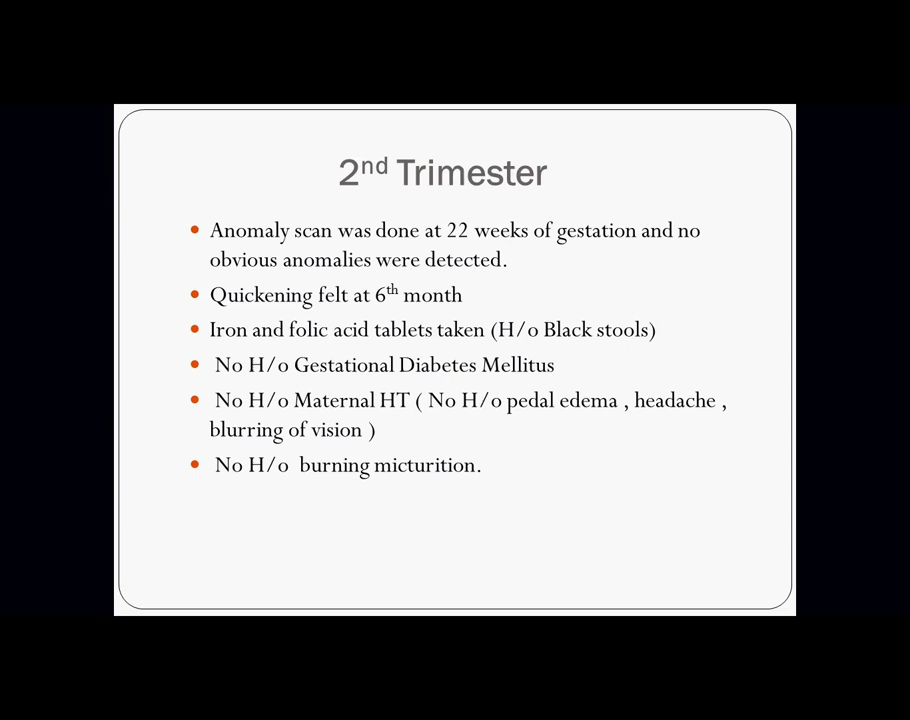 2nd Trimester
• Anomaly scan was done at 22 weeks of gestation and no
obvious anomalies were detected.
• Quickening felt at 6th month
• Iron and folic acid tablets taken (H/o Black stools)
• No H/o Gestational Diabetes Mellitus
• No H/o Maternal HT ( No H/o pedal edema , headache ,
blurring of vision )
• No H/o burning micturition.